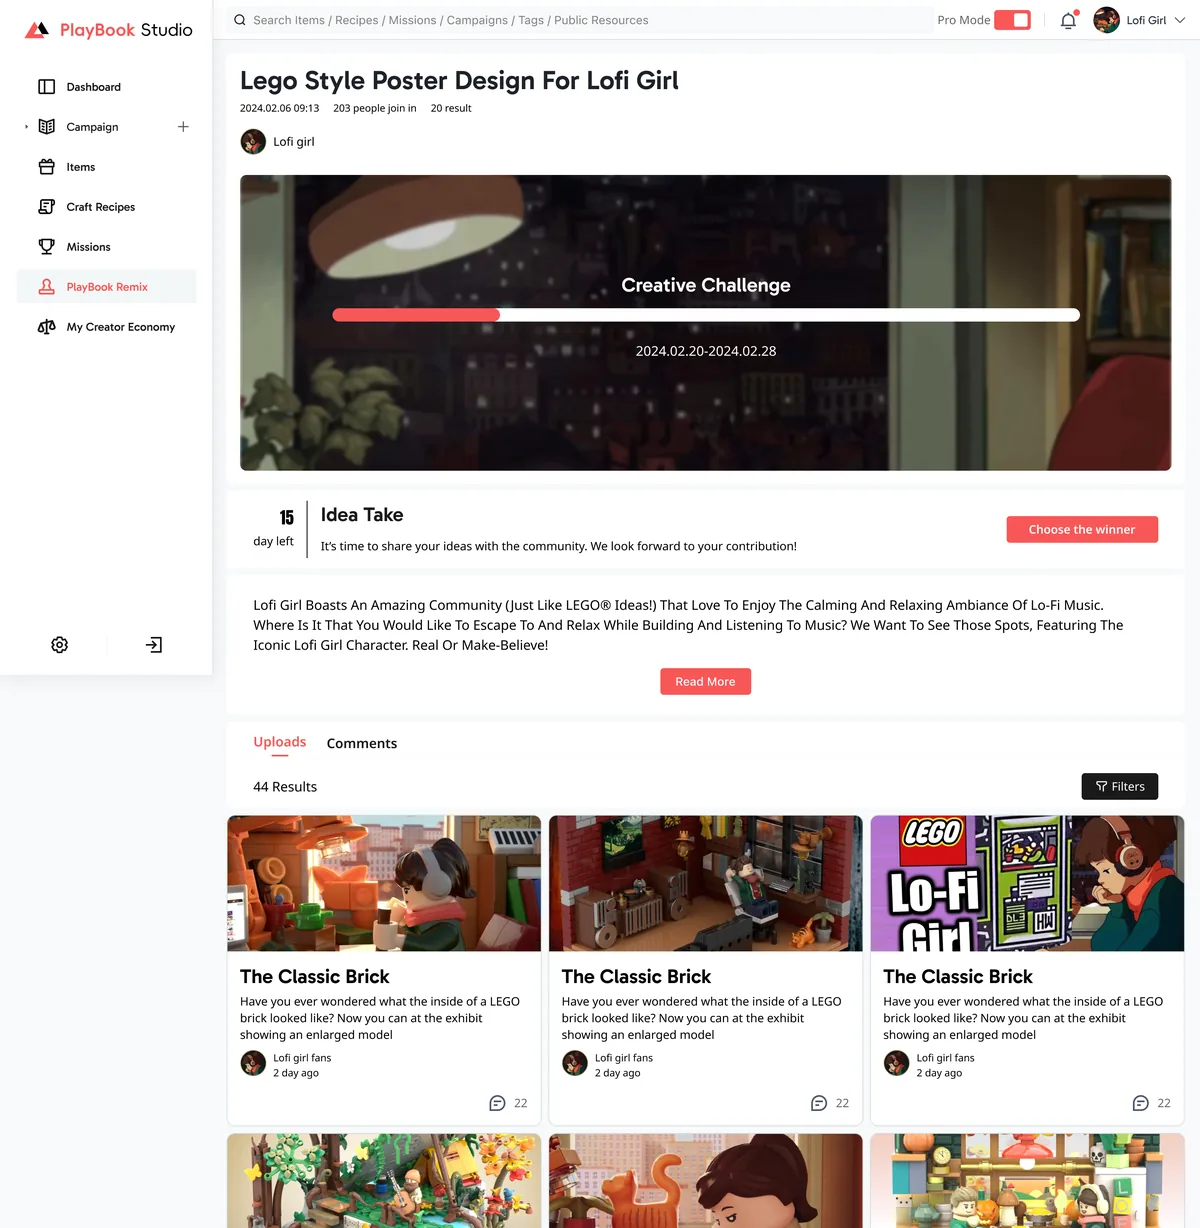 PlayBook Studio
Search Items / Recipes / Missions / Campaigns / Tags / Public Resources
Pro Mode
Lofi Girl
Dashboard
Campaign
Items
Craft Recipes
Missions
PlayBook Remix
My Creator Economy
Lego Style Poster Design For Lofi Girl
2024.02.06 09:13 203 people join in 20 result
Lofi girl
Creative Challenge
2024.02.20-2024.02.28
15
day left
Idea Take
It's time to share your ideas with the community. We look forward to your contribution!
Choose the winner
Lofi Girl Boasts An Amazing Community (Just Like LEGO® Ideas!) That Love To Enjoy The Calming And Relaxing Ambiance Of Lo-Fi Music.
Where Is It That You Would Like To Escape To And Relax While Building And Listening To Music? We Want To See Those Spots, Featuring The
Iconic Lofi Girl Character. Real Or Make-Believe!
Read More
Uploads
Comments
44 Results
Filters
The Classic Brick
Have you ever wondered what the inside of a LEGO
brick looked like? Now you can at the exhibit
showing an enlarged model
Lofi girl fans
2 day ago
22
The Classic Brick
Have you ever wondered what the inside of a LEGO
brick looked like? Now you can at the exhibit
showing an enlarged model
Lofi girl fans
2 day ago
22
LEGO
Lo-Fi
Girl
DLE
HW
The Classic Brick
Have you ever wondered what the inside of a LEGO
brick looked like? Now you can at the exhibit
showing an enlarged model
Lofi girl fans
2 day ago
22